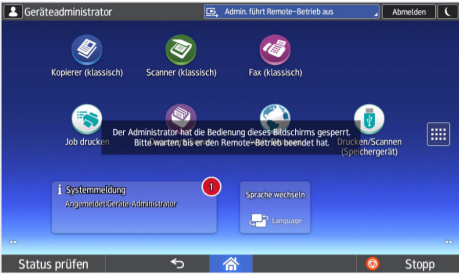 Geräteadministrator
Admin. führt Remote-Betrieb aus
Abmelden
Kopierer (klassisch)
Scanner (klassisch)
Fax (klassisch)
Der Administrator hat die Bedienung dieses Bildschirms gesperrt.
Bitte warten, bis er den Remote-Betrieb beendet hat.
Job drucken
Drucken/Scannen
(Speichergerät)
Systemmeldung
1
Angemeldet:Geräte-Administrator
Sprache wechseln
Language
Status prüfen
Stopp